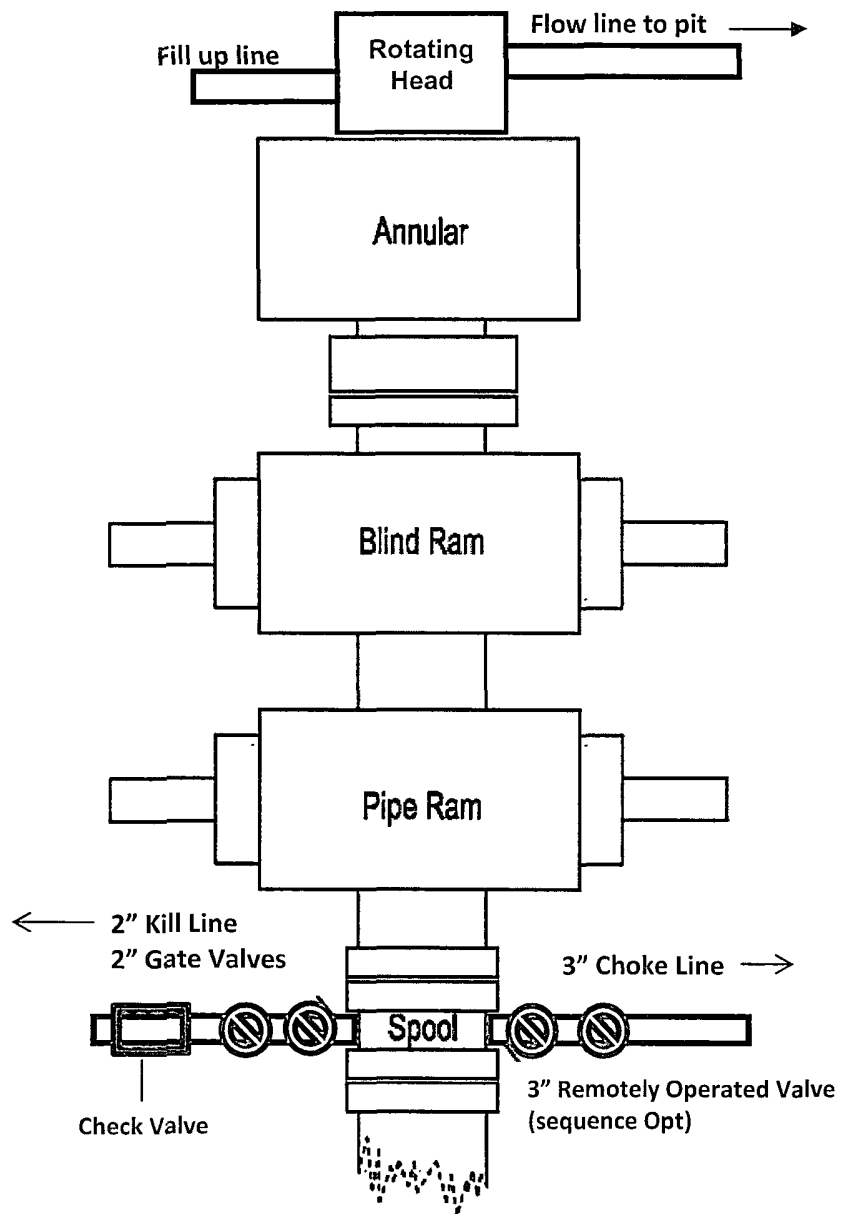 Flow line to pit
Fill up line
Rotating
Head
Annular
Blind Ram
Pipe Ram
2” Kill Line
2” Gate Valves
3” Choke Line
Spool
3” Remotely Operated Valve
(sequence Opt)
Check Valve